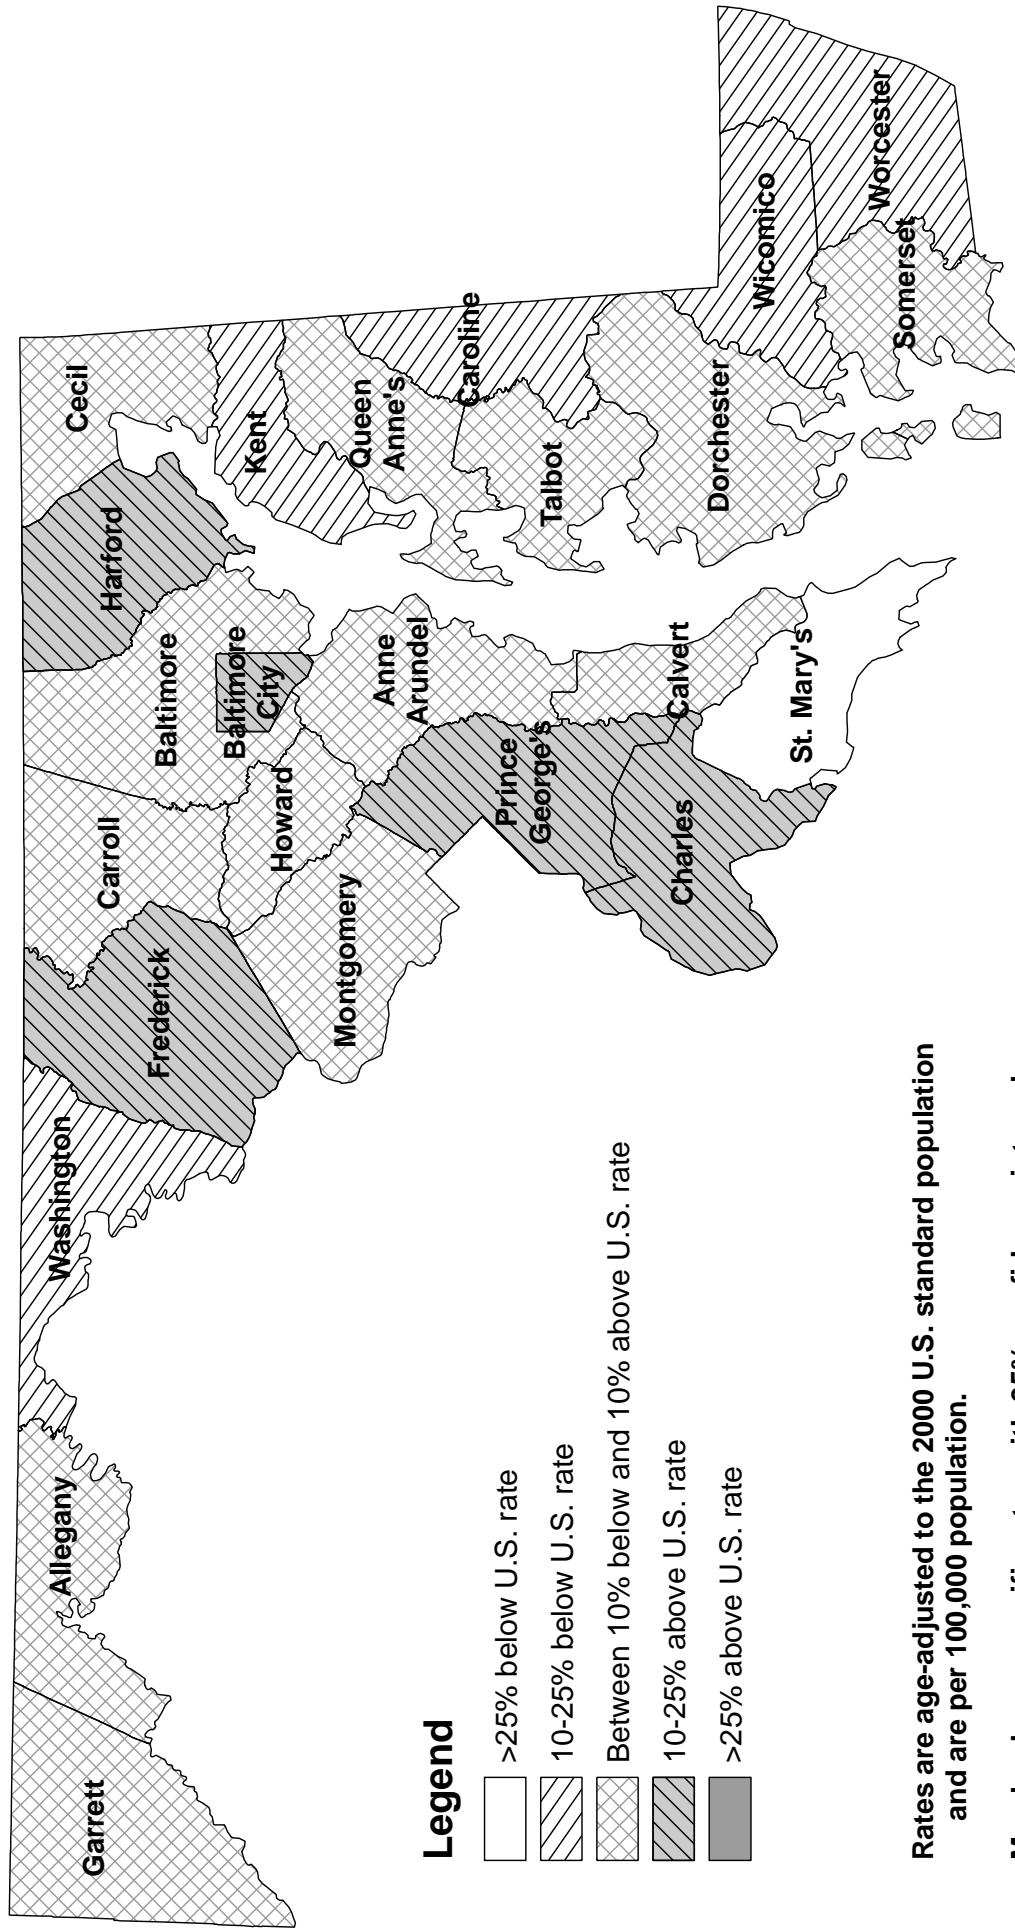 Garrett
Allegany
Washington
Frederick
Carroll
Baltimore
Harford
Cecil
Baltimore
City
Howard
Montgomery
Kent
Queen
Anne's
Anne
Arundel
Caroline
Prince
George's
Talbot
Charles
Calvert
Dorchester
Wicomico
St. Mary's
Worcester
Somerset
Legend
>25% below U.S. rate
10-25% below U.S. rate
Between 10% below and 10% above U.S. rate
10-25% above U.S. rate
>25% above U.S. rate
Rates are age-adjusted to the 2000 U.S. standard population
and are per 100,000 population.